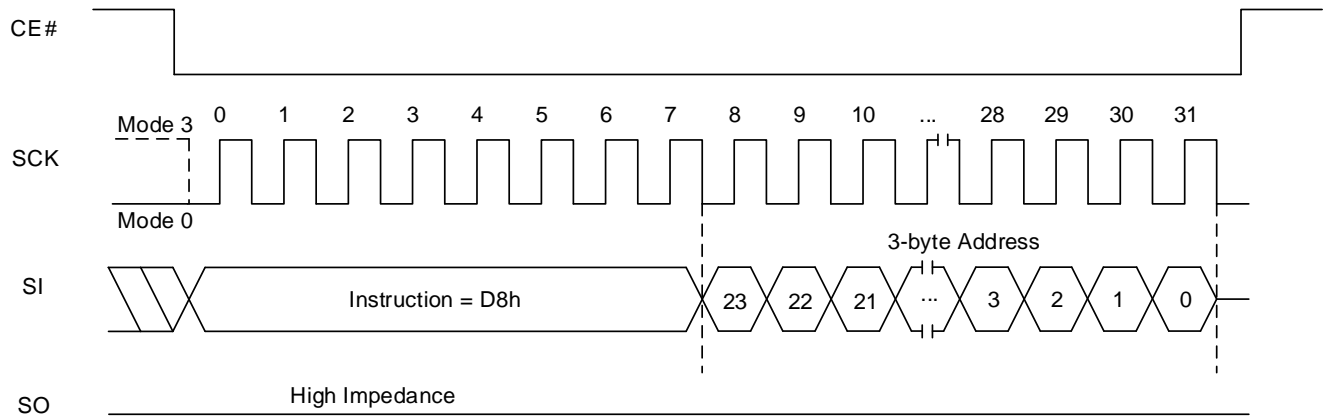 CE#
0 1 2 3 4 5 6 7 8 9 10 ... 28 29 30 31
Mode 3
SCK
Mode 0
3-byte Address
SI
Instruction = D8h 23 22 21 ... 3 2 1 0
High Impedance
SO